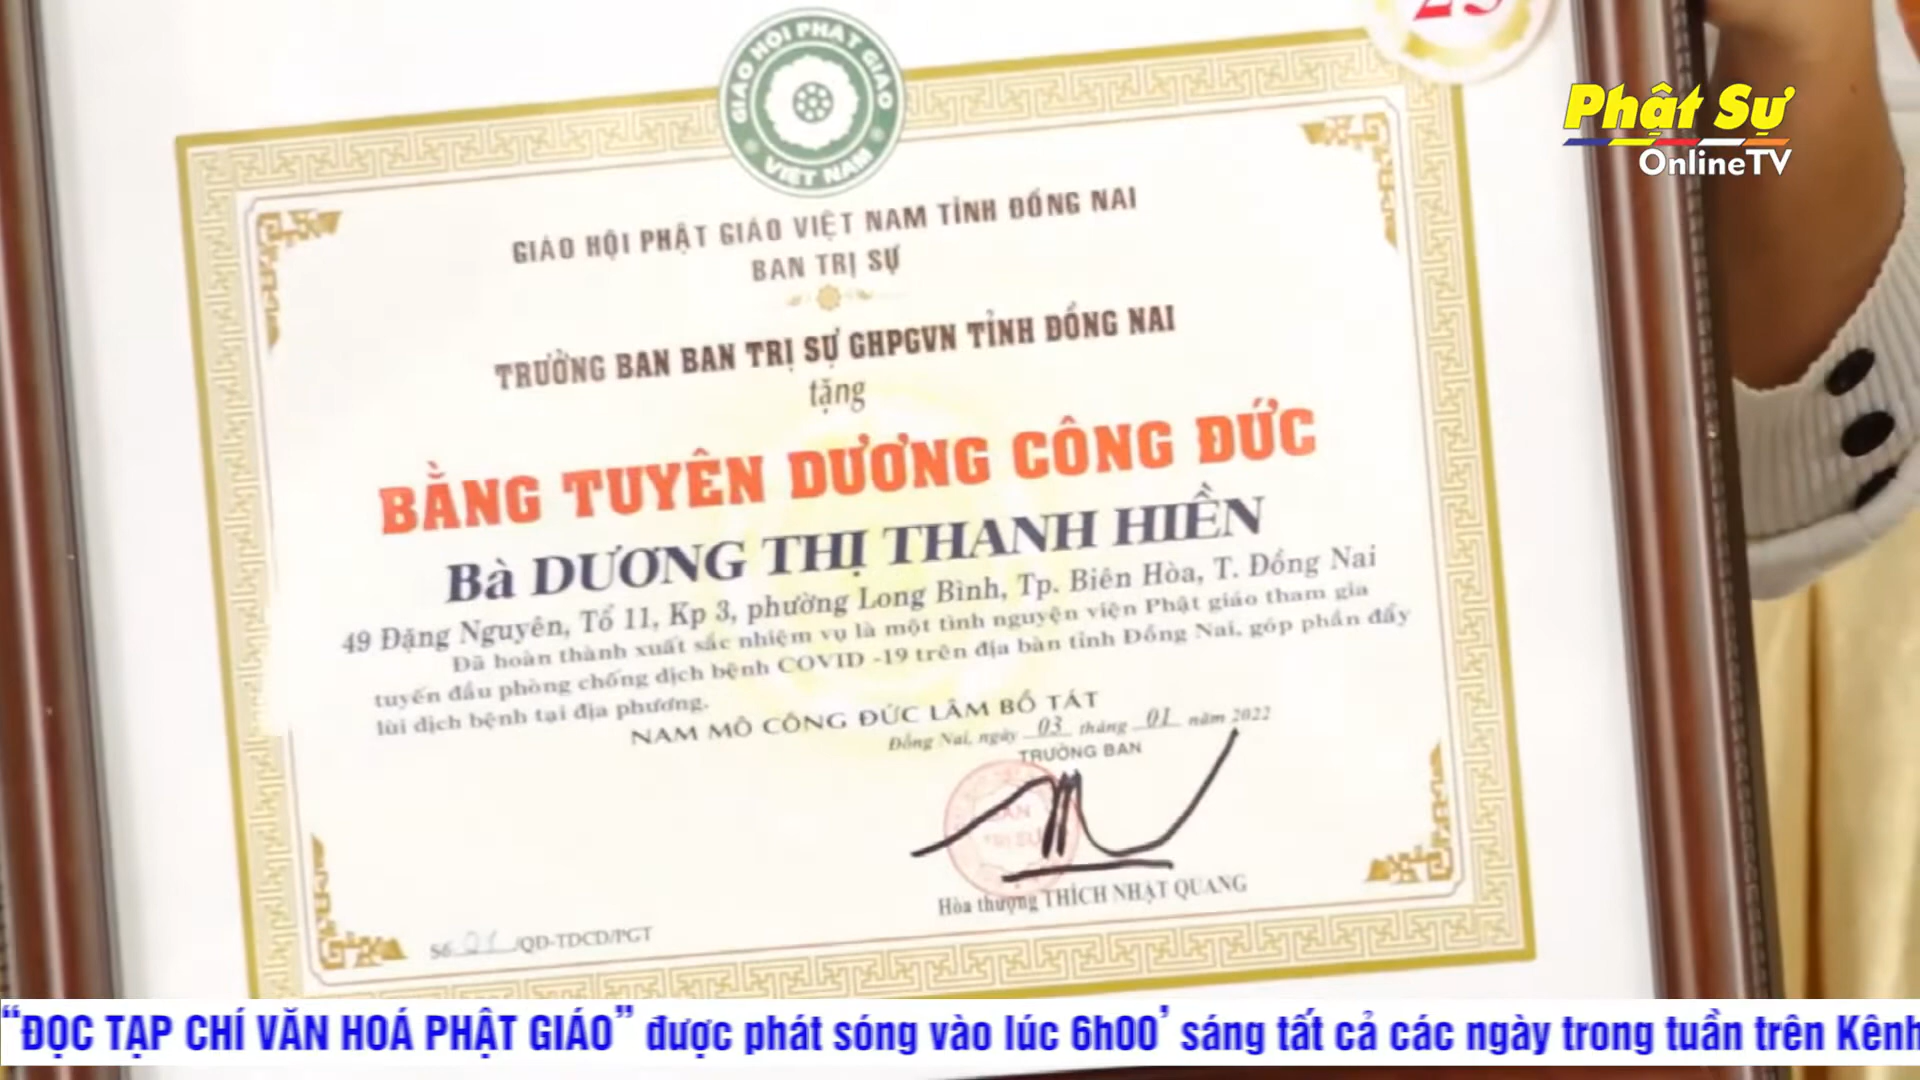 25
GIÁO HỘI PHẬT GIÁO
VIỆT NAM
Phật Sự
OnlineTV
GIÁO HỘI PHẬT GIÁO VIỆT NAM TỈNH ĐỒNG NAI
BAN TRỊ SỰ
TRƯỞNG BAN BAN TRỊ SỰ GHPGVN TỈNH ĐỒNG NAI
tặng
BẰNG TUYÊN DƯƠNG CÔNG ĐỨC
Bà DƯƠNG THỊ THANH HIỀN
49 Đặng Nguyên, Tổ 11, Kp 3, phường Long Bình, Tp. Biên Hòa, T. Đồng Nai
Đã hoàn thành xuất sắc nhiệm vụ là một tình nguyện viên Phật giáo tham gia
tuyến đầu phòng chống dịch bệnh COVID -19 trên địa bàn tỉnh Đồng Nai, góp phần đẩy
lùi dịch bệnh tại địa phương.
NAM MÔ CÔNG ĐỨC LÂM BỒ TÁT
Đồng Nai, ngày 03 tháng 01 năm 2022
TRƯỞNG BAN
BAN
TRỊ SỰ
Hòa thượng THÍCH NHẬT QUANG
Số 01 /QD-TDCD/PGT
“ĐỌC TẠP CHÍ VĂN HOÁ PHẬT GIÁO” được phát sóng vào lúc 6h00’ sáng tất cả các ngày trong tuần trên Kênh